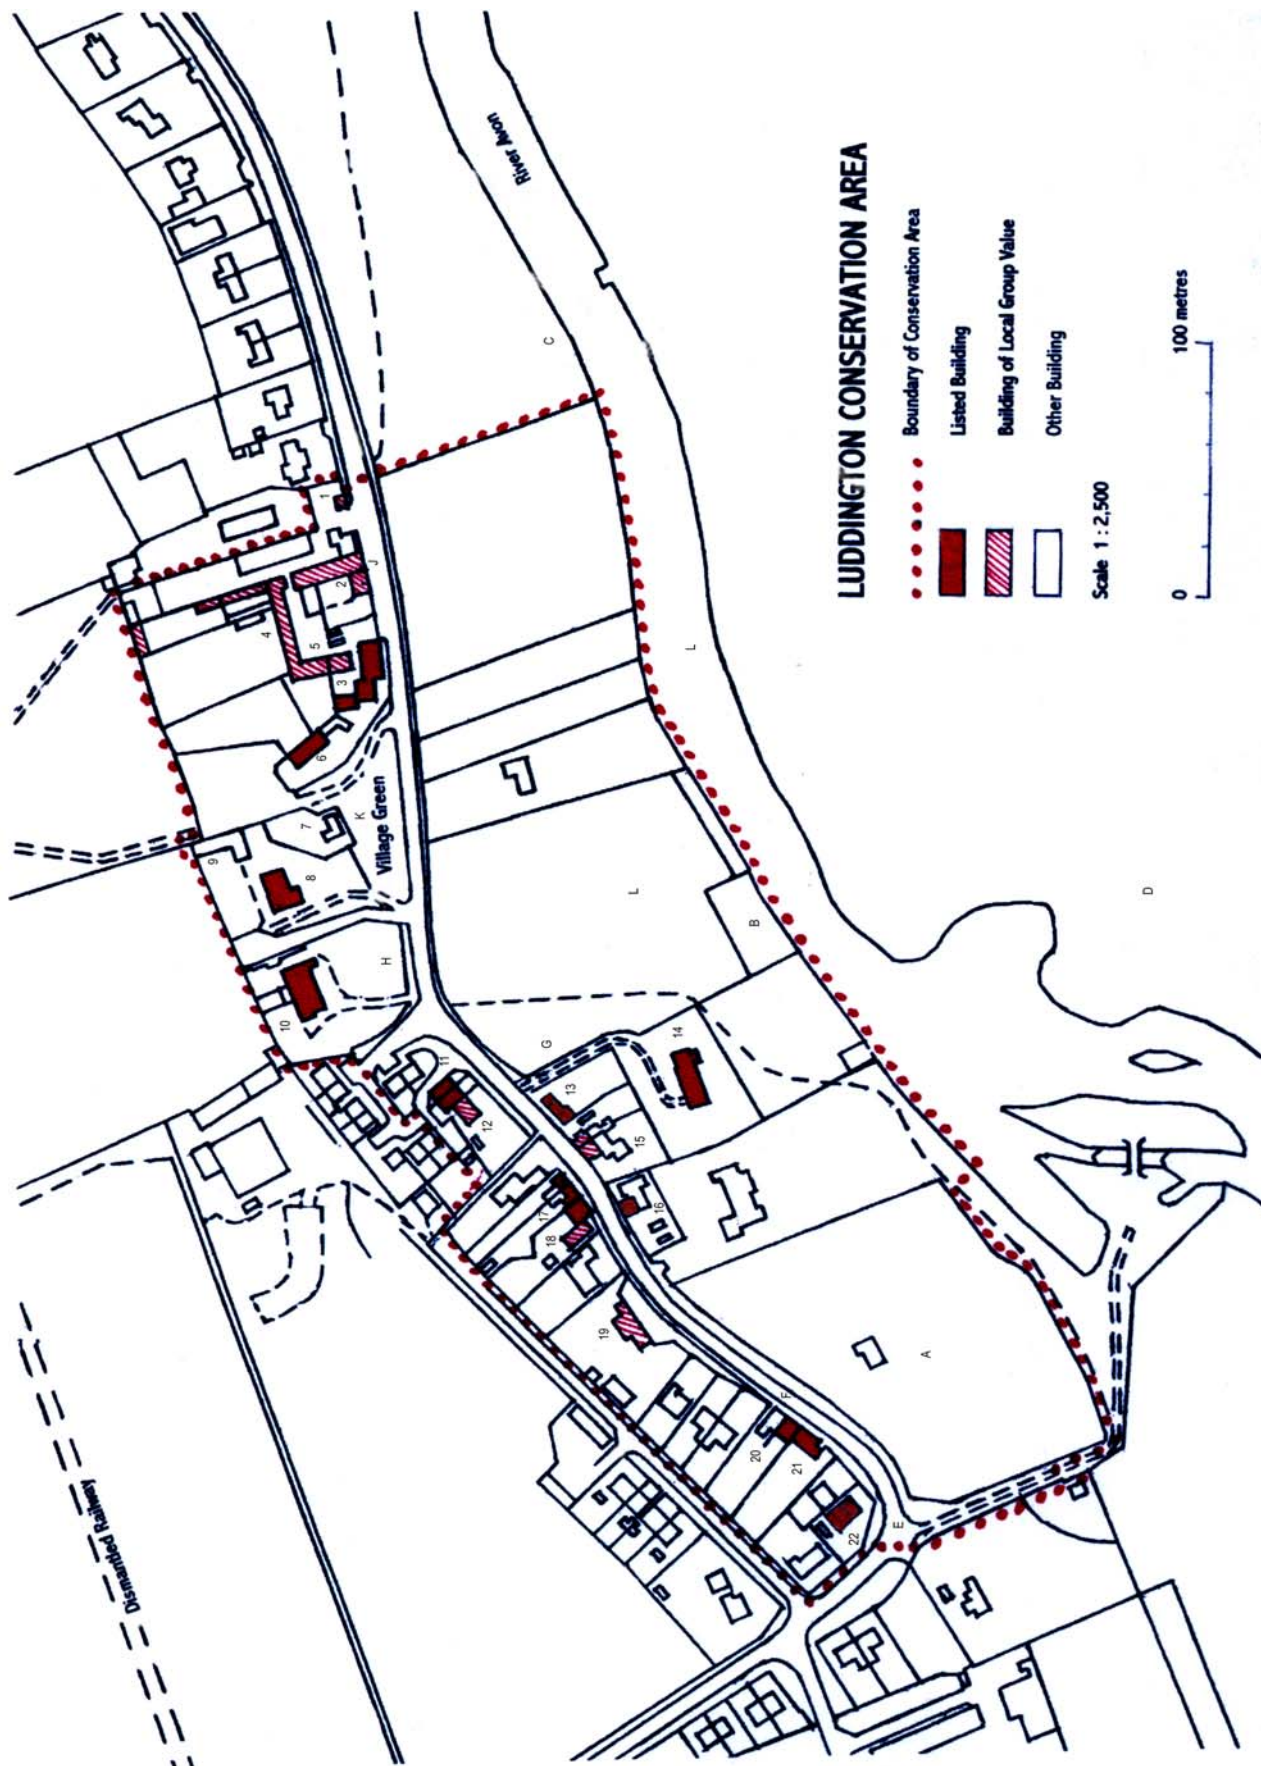 LUDDINGTON CONSERVATION AREA
Boundary of Conservation Area
Listed Building
Building of Local Group Value
Other Building
Scale 1 : 2,500
0
100 metres
Dismantled Railway
River Avon
Village Green
1
2
3
4
5
6
7
8
9
10
11
12
13
14
15
16
17
18
19
20
21
22
A
B
C
D
E
F
G
H
J
K
L
L